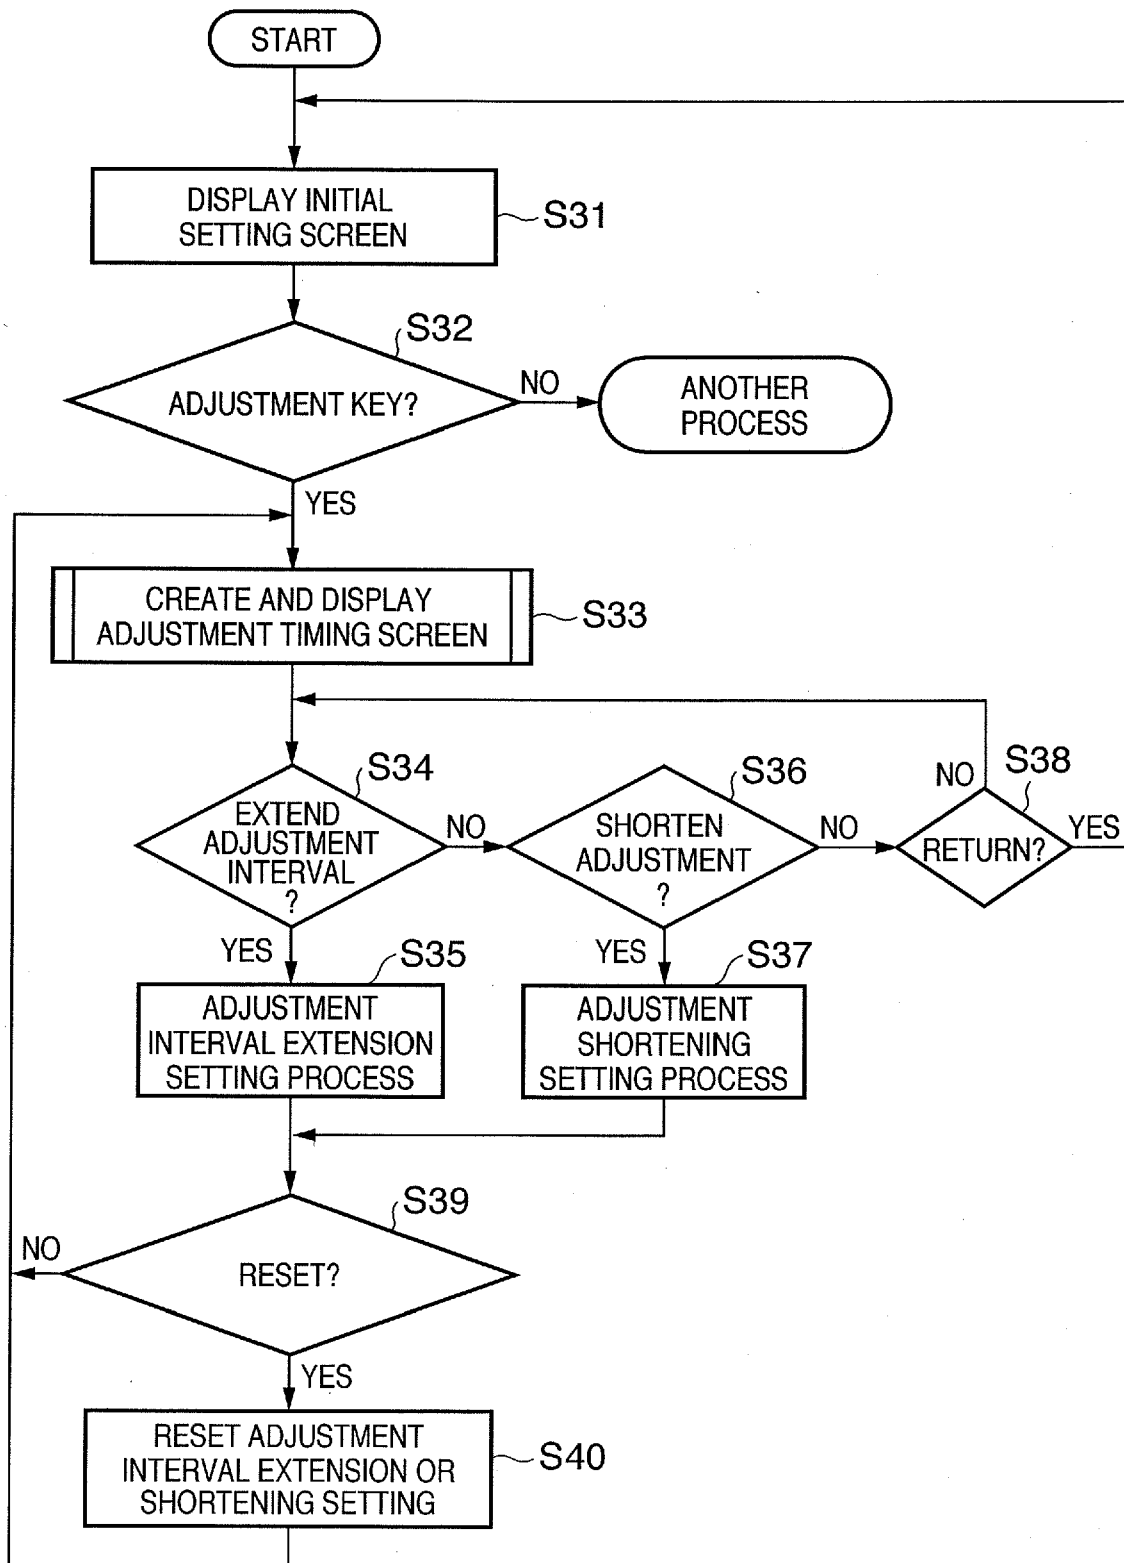 START
DISPLAY INITIAL
SETTING SCREEN
S31
S32
ADJUSTMENT KEY?
NO
ANOTHER
PROCESS
YES
CREATE AND DISPLAY
ADJUSTMENT TIMING SCREEN
S33
S34
EXTEND
ADJUSTMENT
INTERVAL
?
NO
S36
SHORTEN
ADJUSTMENT
?
NO
S38
NO
RETURN?
YES
YES
S35
ADJUSTMENT
INTERVAL EXTENSION
SETTING PROCESS
YES
S37
ADJUSTMENT
SHORTENING
SETTING PROCESS
S39
NO
RESET?
YES
RESET ADJUSTMENT
INTERVAL EXTENSION OR
SHORTENING SETTING
S40